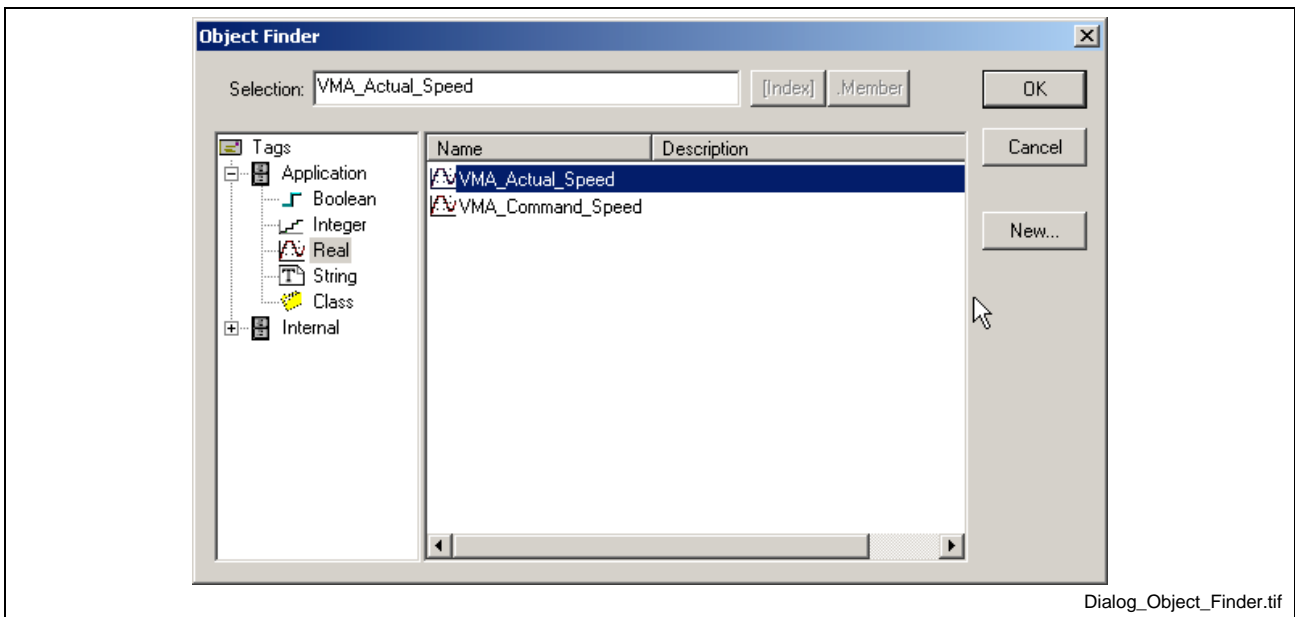 Object Finder
Selection: VMA_Actual_Speed [Index] .Member OK
Cancel
New...
Tags
Application
Boolean
Integer
Real
String
Class
Internal
Name Description
VMA_Actual_Speed
VMA_Command_Speed
Dialog_Object_Finder.tif